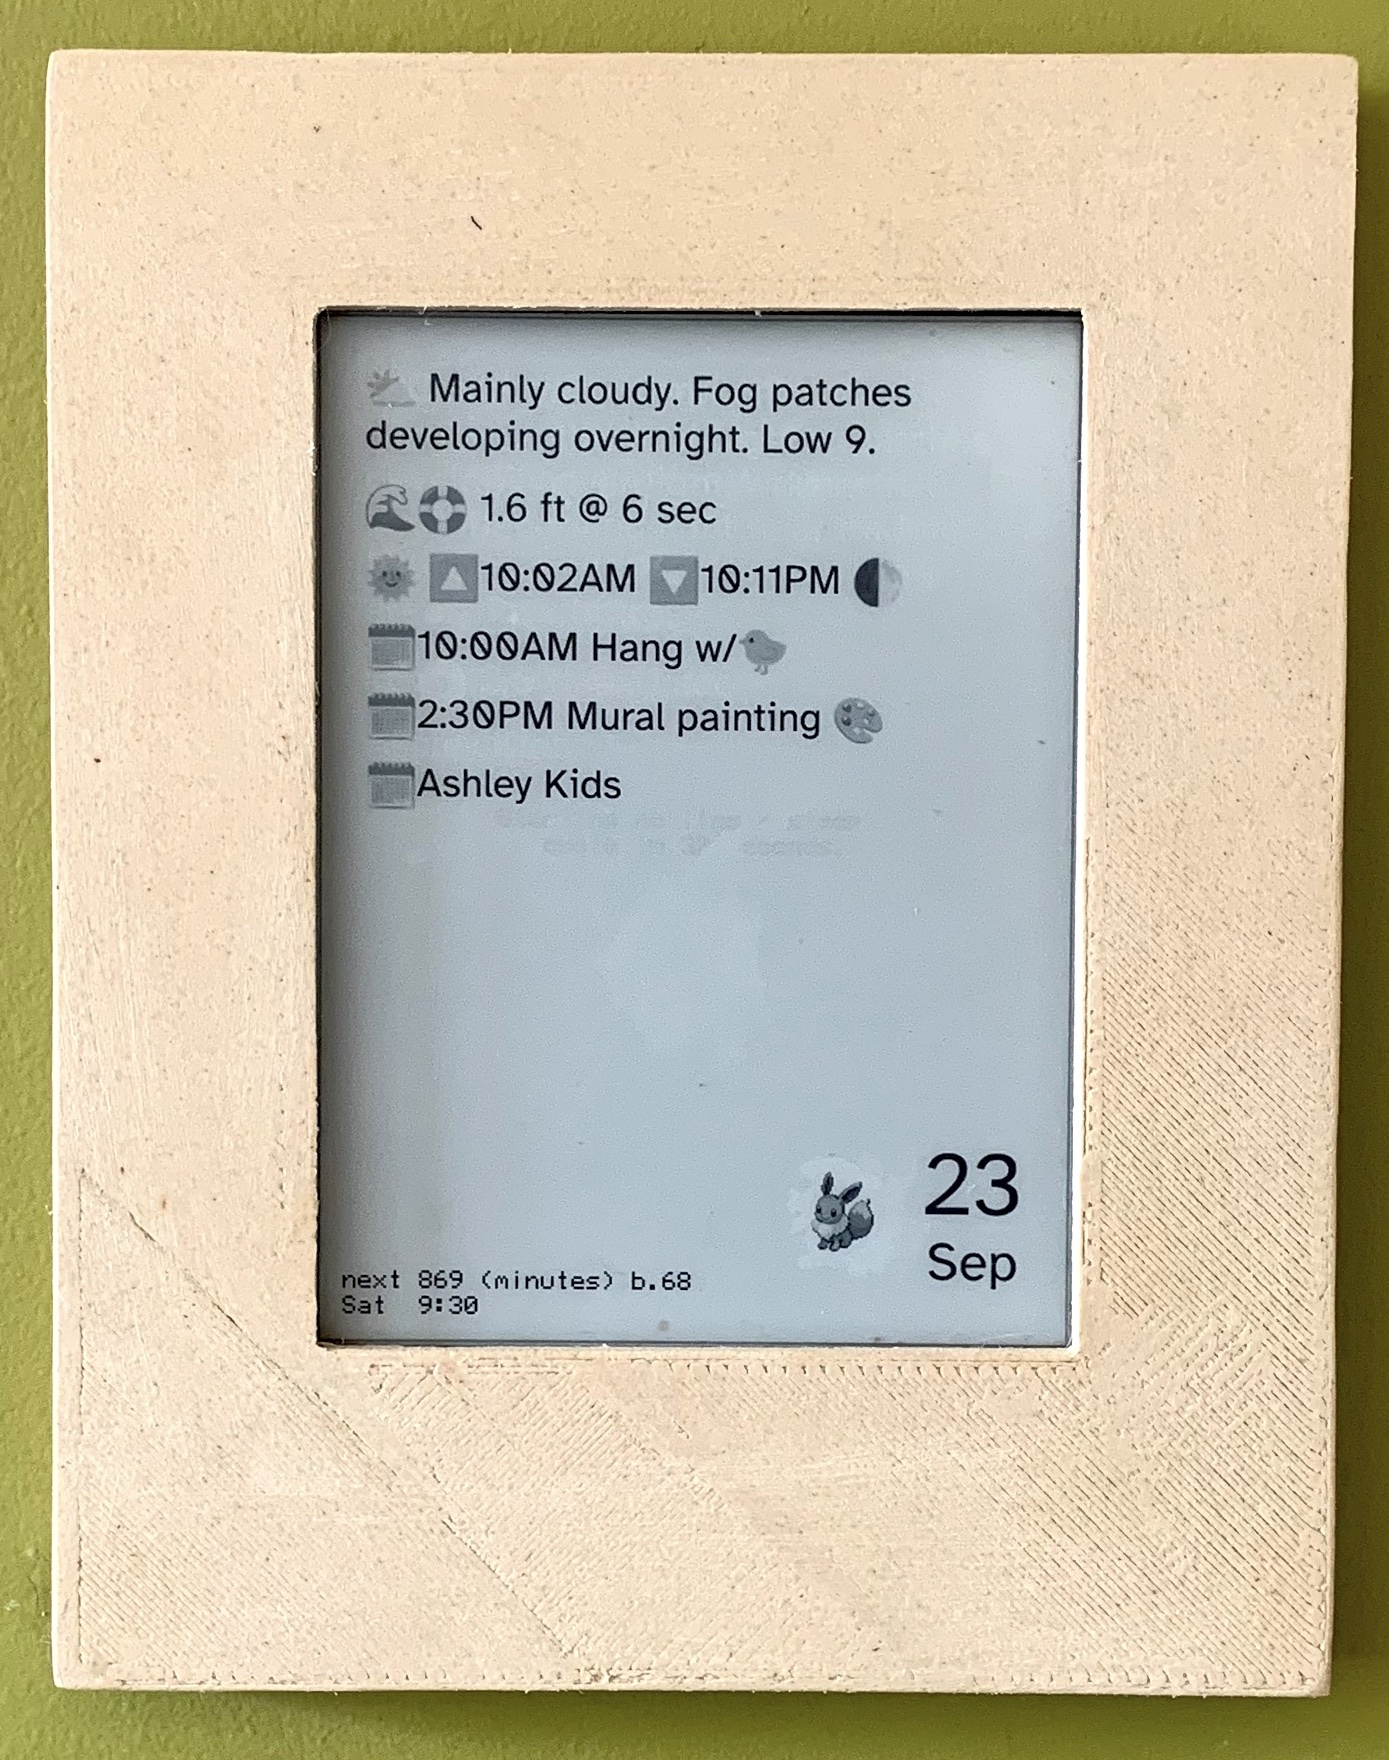 Mainly cloudy. Fog patches
developing overnight. Low 9.
1.6 ft @ 6 sec
10:02AM 10:11PM
10:00AM Hang w/
2:30PM Mural painting
Ashley Kids
23
Sep
next 869 (minutes) b.68
Sat 9:30